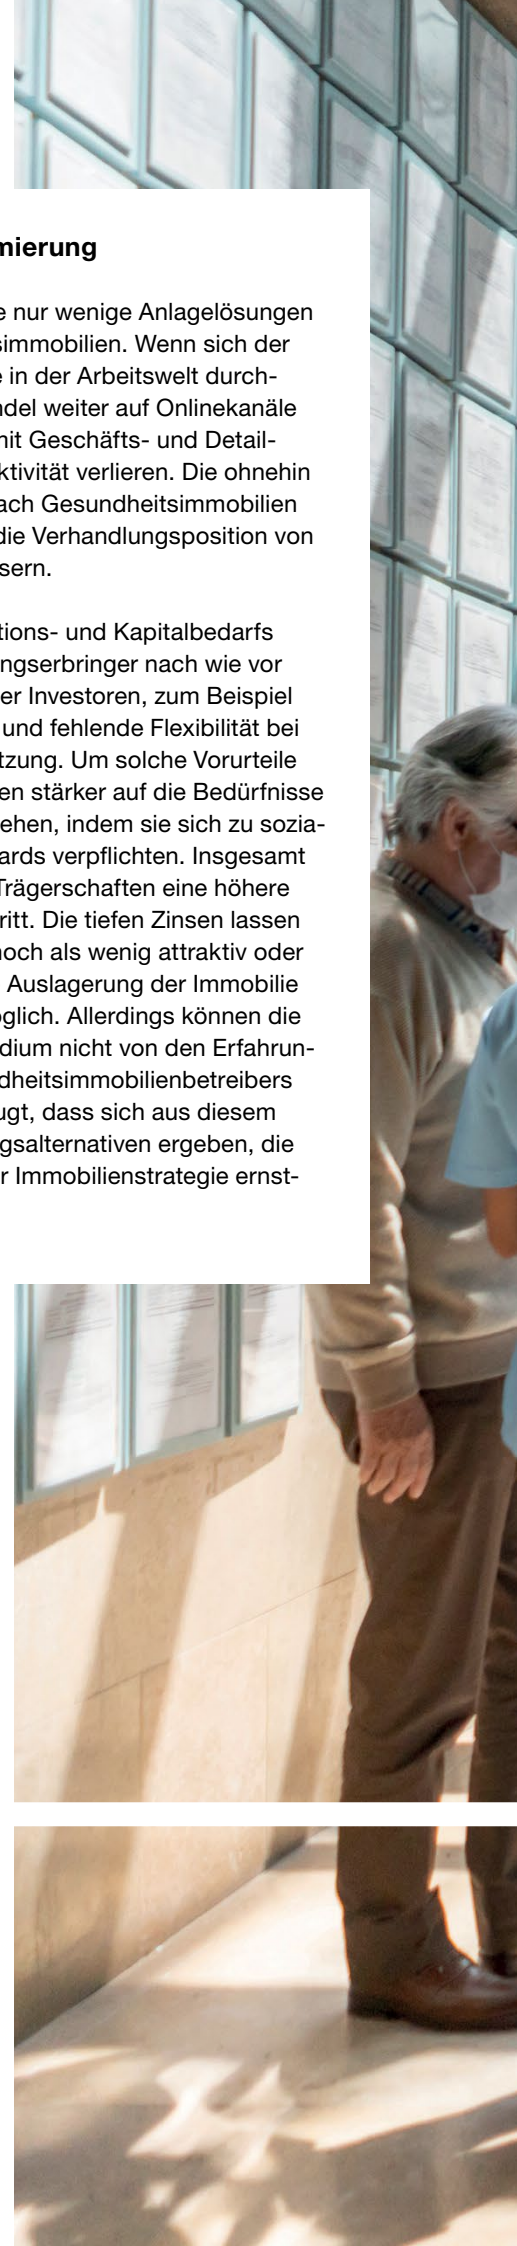 mierung
e nur wenige Anlagelösungen
simmobilien. Wenn sich der
e in der Arbeitswelt durch-
ndel weiter auf Onlinekanäle
mit Geschäfts- und Detail-
ktivität verlieren. Die ohnehin
ach Gesundheitsimmobilien
die Verhandlungsposition von
sern.
tions- und Kapitalbedarfs
ngserbringer nach wie vor
er Investoren, zum Beispiel
und fehlende Flexibilität bei
tzung. Um solche Vorurteile
en stärker auf die Bedürfnisse
ehen, indem sie sich zu sozia-
ards verpflichten. Insgesamt
Trägerschaften eine höhere
ritt. Die tiefen Zinsen lassen
noch als wenig attraktiv oder
Auslagerung der Immobilie
öglich. Allerdings können die
dium nicht von den Erfahrun-
dheitsimmobilienbetreibers
ugt, dass sich aus diesem
gsalternativen ergeben, die
r Immobilienstrategie ernst-